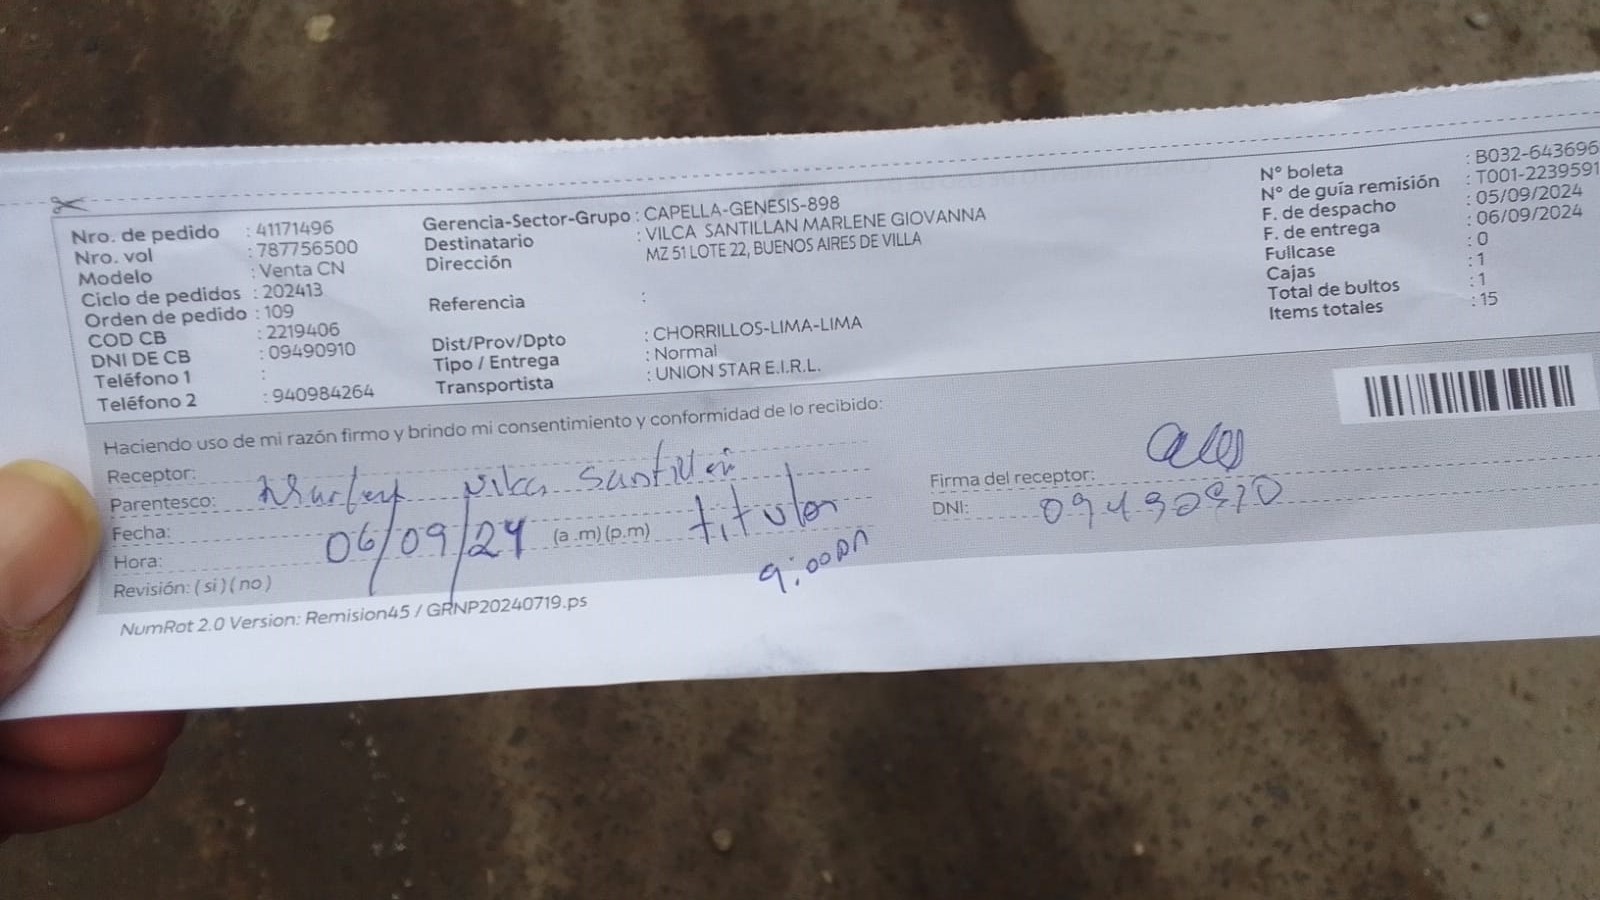 Nro. de pedido : 41171496
Nro. vol : 787756500
Modelo : Venta CN
Ciclo de pedidos : 202413
Orden de pedido : 109
COD CB : 2219406
DNI DE CB : 09490910
Teléfono 1 :
Teléfono 2 : 940984264
Gerencia-Sector-Grupo : CAPELLA-GENESIS-898
Destinatario : VILCA SANTILLAN MARLENE GIOVANNA
Dirección MZ 51 LOTE 22, BUENOS AIRES DE VILLA
Referencia :
Dist/Prov/Dpto : CHORRILLOS-LIMA-LIMA
Tipo / Entrega : Normal
Transportista : UNION STAR E.I.R.L.
N° boleta : B032-643696
N° de guía remisión : T001-2239591
F. de despacho : 05/09/2024
F. de entrega : 06/09/2024
Fullcase : 0
Cajas : 1
Total de bultos : 1
Items totales : 15
Haciendo uso de mi razón firmo y brindo mi consentimiento y conformidad de lo recibido:
Receptor: Vilca Santillán
Parentesco: titular
Fecha: 06/09/24
Hora: (a.m) (p.m) 9:00
Revisión: ( si ) ( no )
Firma del receptor:
DNI: 09490910
NumRot 2.0 Version: Remision45 / GRNP20240719.ps